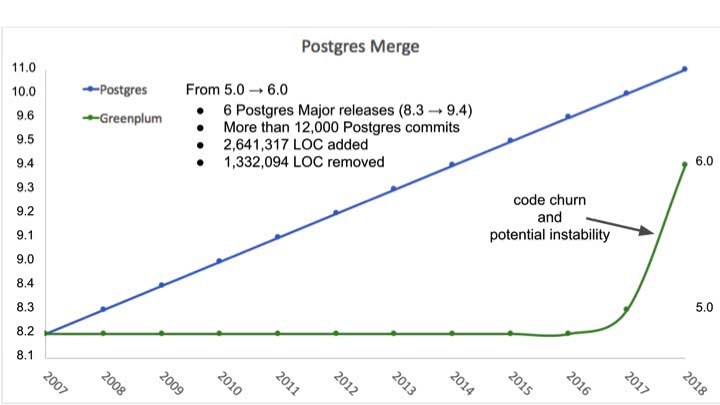 Postgres Merge
11.0
10.0
9.6
9.5
9.4
9.3
9.2
9.1
9.0
8.4
8.3
8.2
8.1
Postgres
Greenplum
From 5.0 → 6.0
● 6 Postgres Major releases (8.3 → 9.4)
● More than 12,000 Postgres commits
● 2,641,317 LOC added
● 1,332,094 LOC removed
code churn
and
potential instability
6.0
5.0
2007 2008 2009 2010 2011 2012 2013 2014 2015 2016 2017 2018